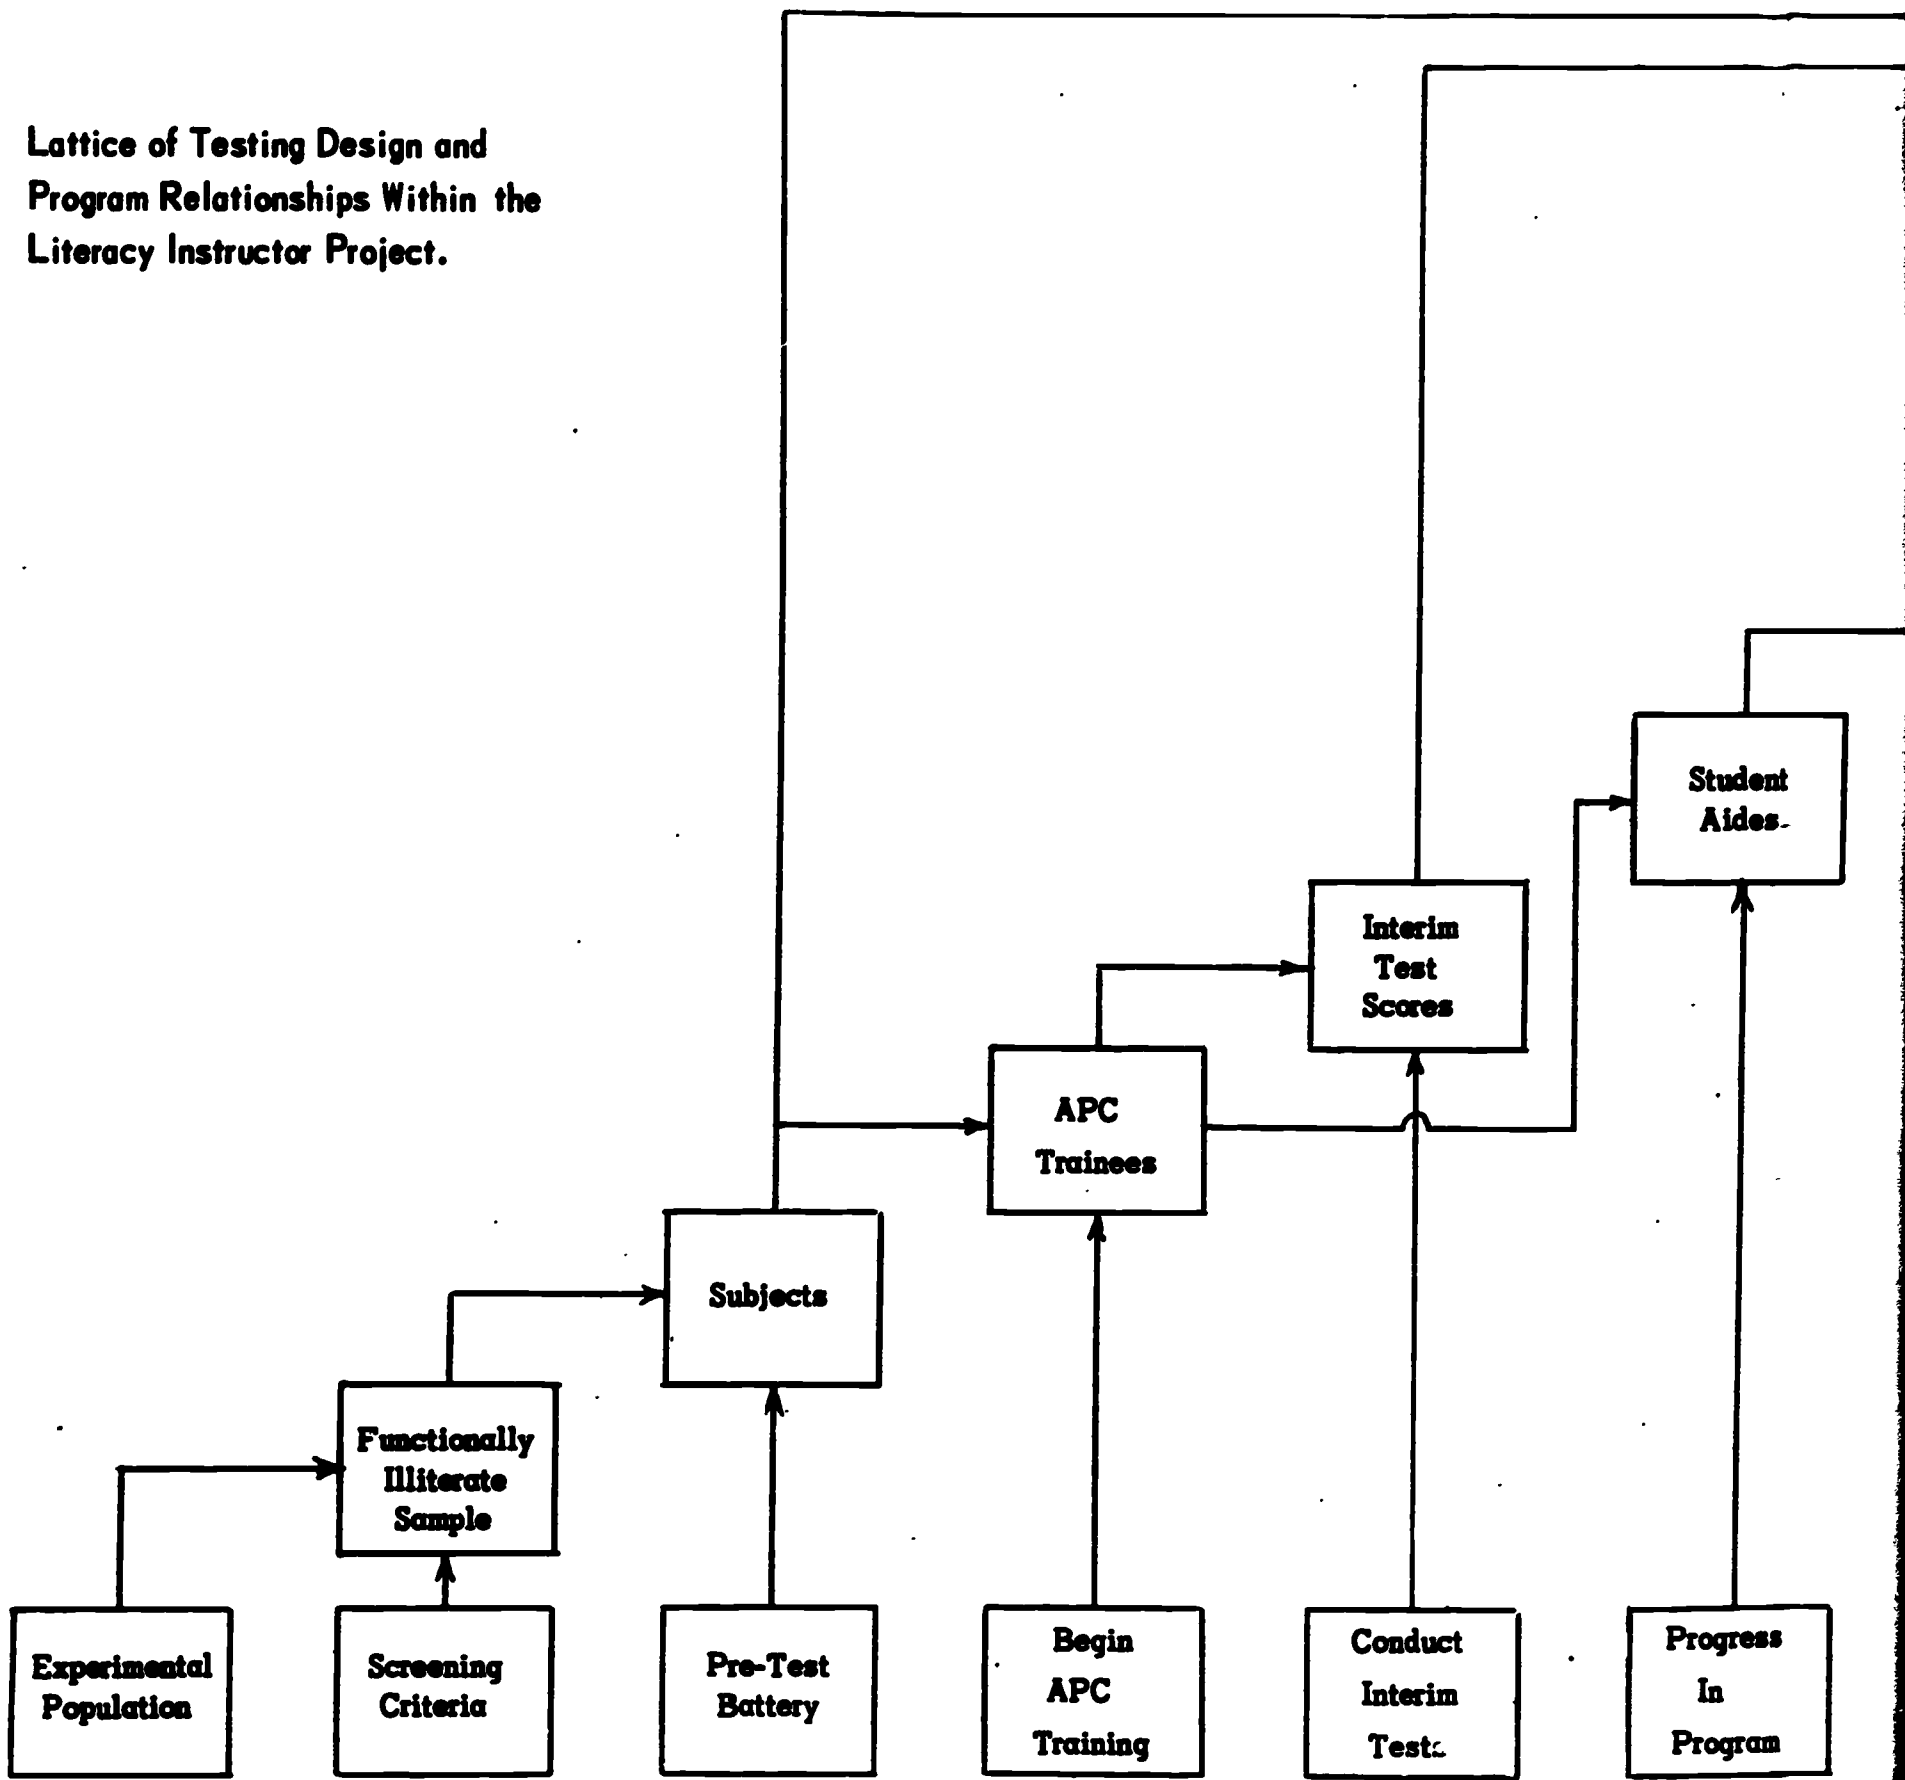 Lattice of Testing Design and
Program Relationships Within the
Literacy Instructor Project.
Student
Aides
Interim
Test
Scores
APC
Trainees
Subjects
Functionally
Illiterate
Sample
Experimental
Population
Screening
Criteria
Pre-Test
Battery
Begin
APC
Training
Conduct
Interim
Tests
Progress
In
Program